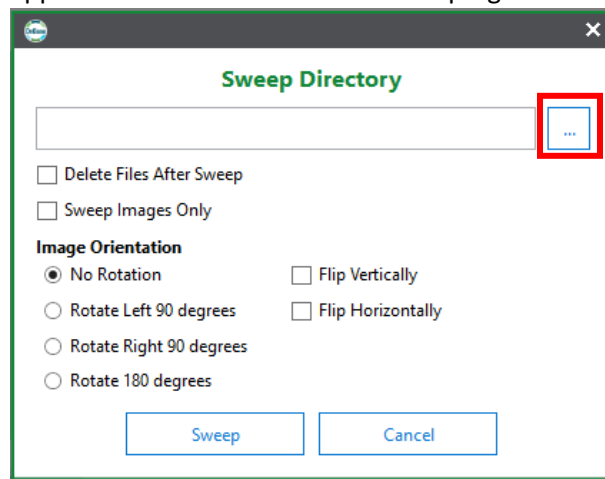 OnBase
×
Sweep Directory
...
Delete Files After Sweep
Sweep Images Only
Image Orientation
No Rotation
Flip Vertically
Rotate Left 90 degrees
Flip Horizontally
Rotate Right 90 degrees
Rotate 180 degrees
Sweep
Cancel